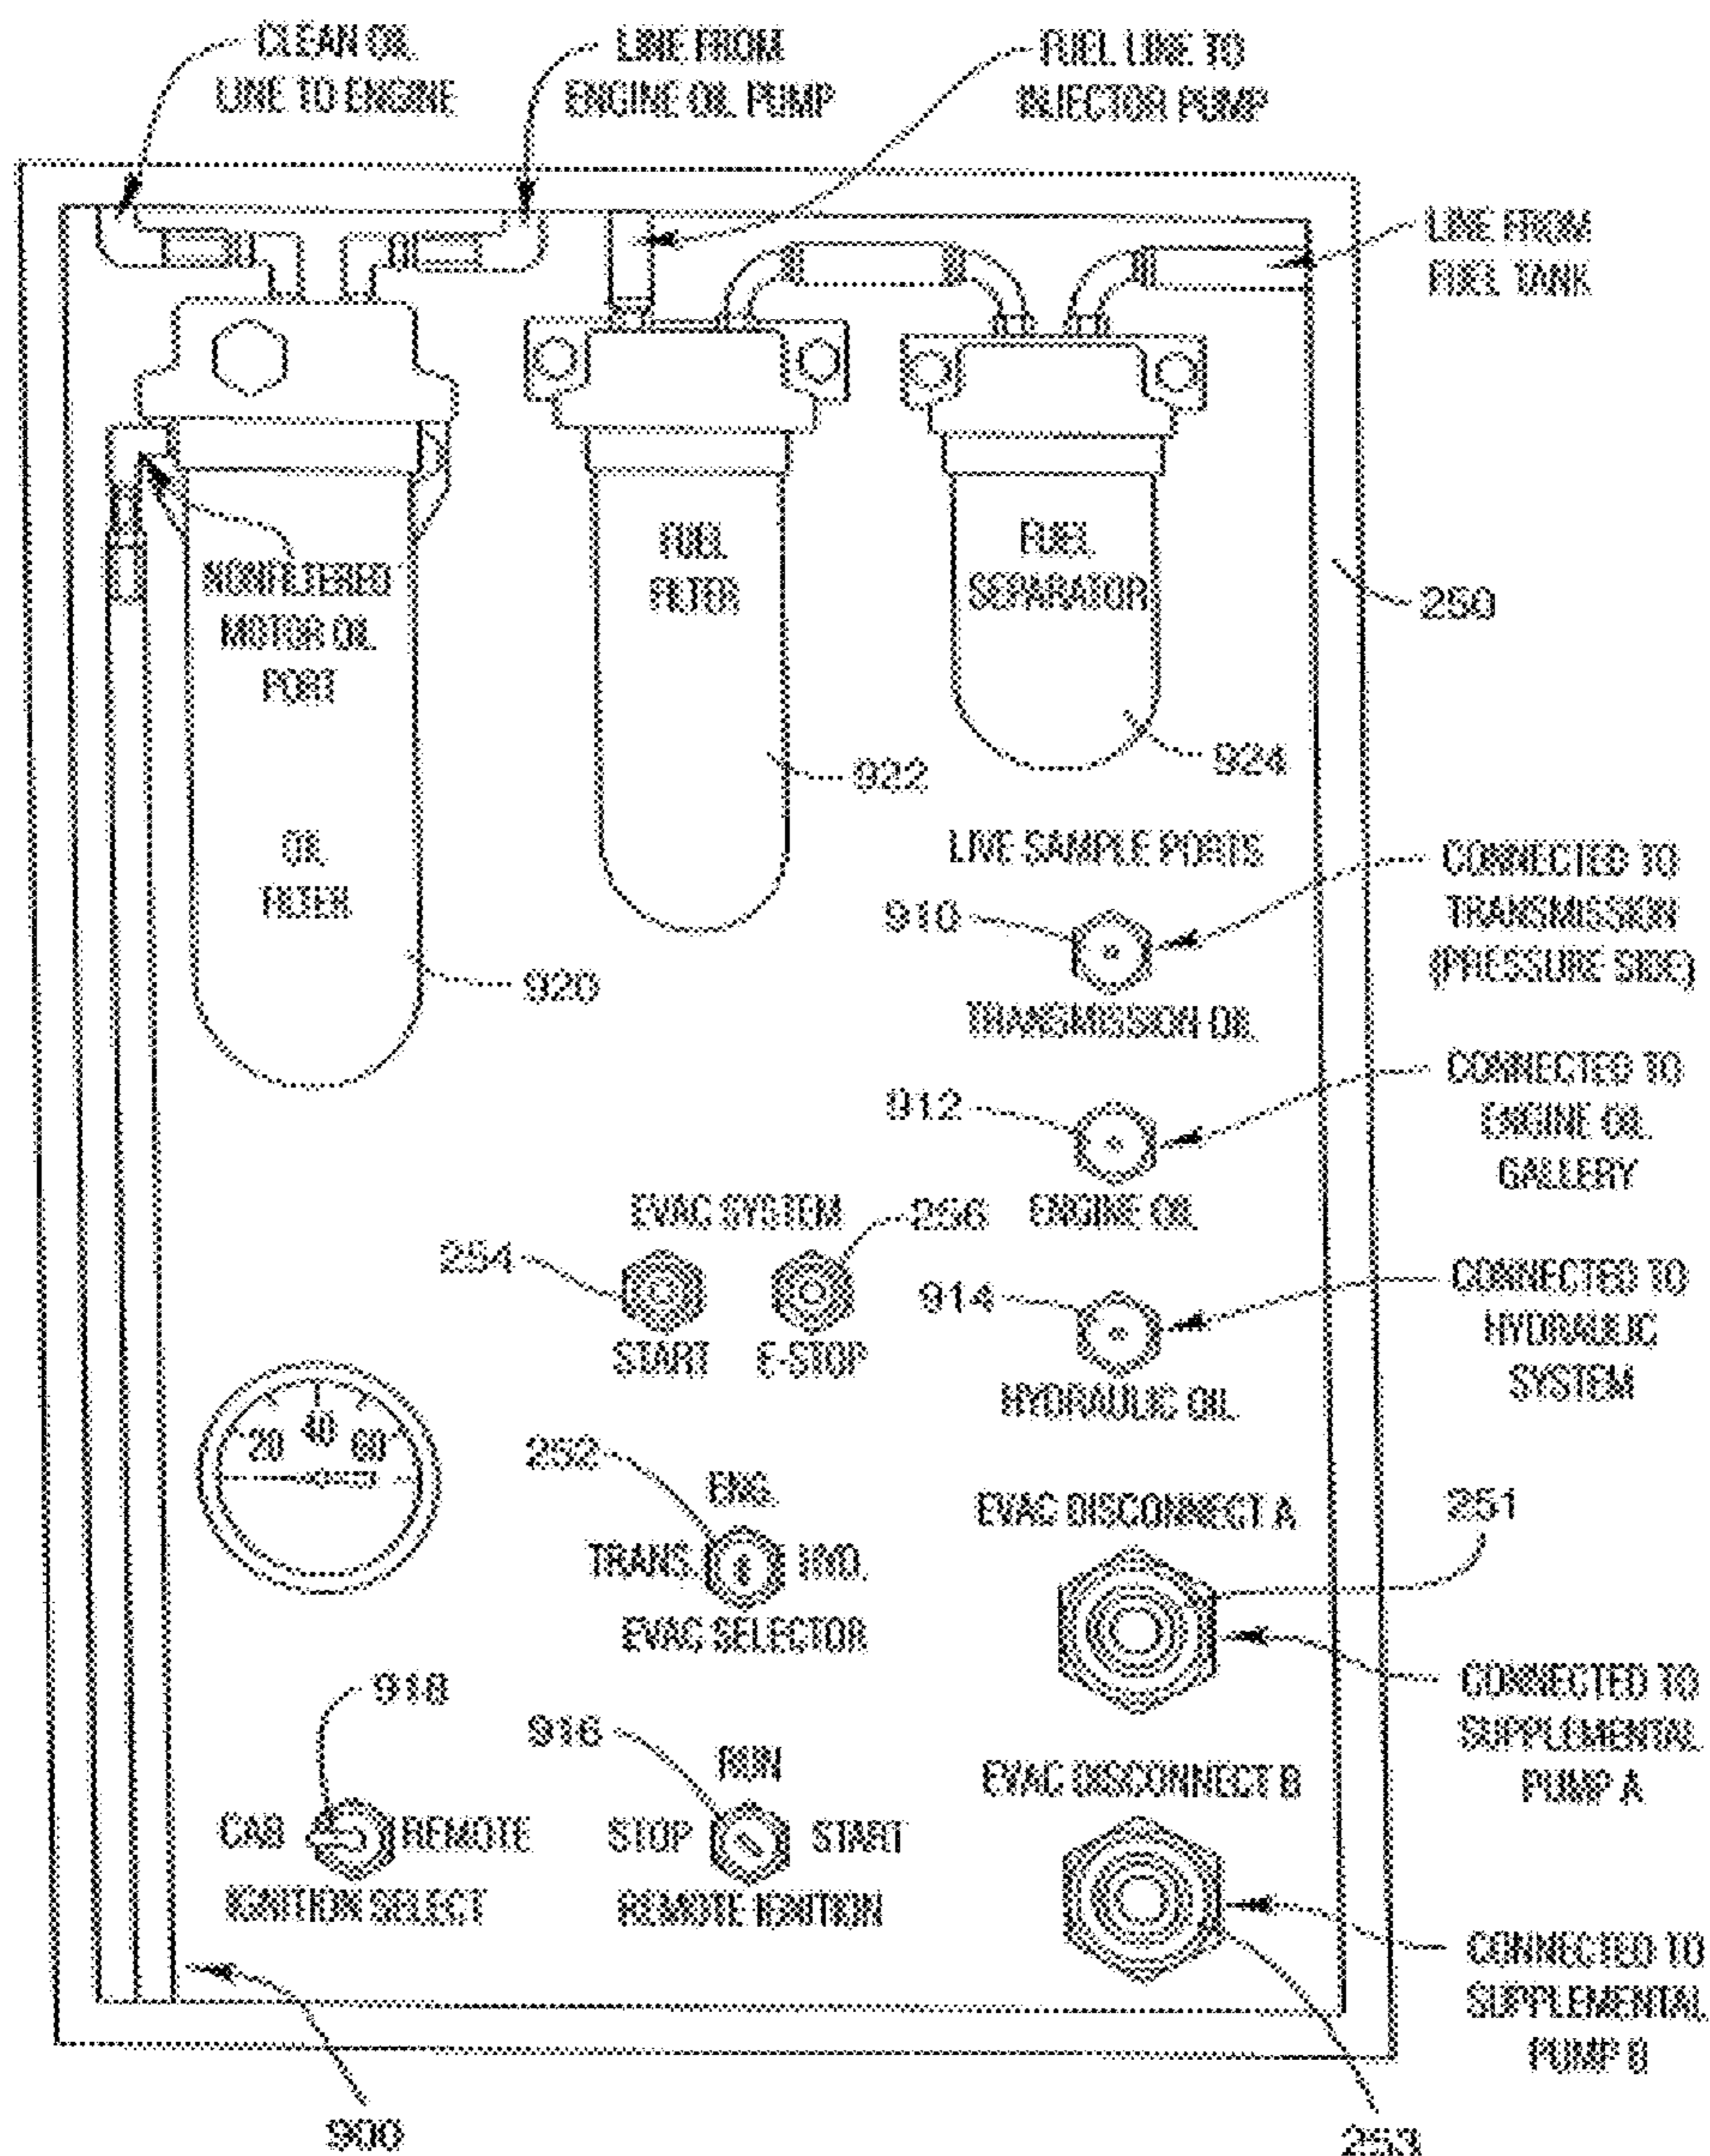 CLEAN OIL
LINE TO ENGINE
LINE FROM
ENGINE OIL PUMP
FUEL LINE TO
INJECTOR PUMP
LINE FROM
FUEL TANK
NONFILTERED
MOTOR OIL
PORT
FUEL
FILTER
FUEL
SEPARATOR
250
922
924
OIL
FILTER
920
LIVE SAMPLE PORTS
910
TRANSMISSION OIL
CONNECTED TO
TRANSMISSION
(PRESSURE SIDE)
912
ENGINE OIL
CONNECTED TO
ENGINE OIL
GALLERY
EVAC SYSTEM
254
256
START
E-STOP
914
HYDRAULIC OIL
CONNECTED TO
HYDRAULIC
SYSTEM
20 40 60
252
ENG.
TRANS. HYD.
EVAC SELECTOR
EVAC DISCONNECT A
251
CONNECTED TO
SUPPLEMENTAL
PUMP A
918
CAB REMOTE
IGNITION SELECT
916
RUN
STOP START
REMOTE IGNITION
EVAC DISCONNECT B
CONNECTED TO
SUPPLEMENTAL
PUMP B
900
253